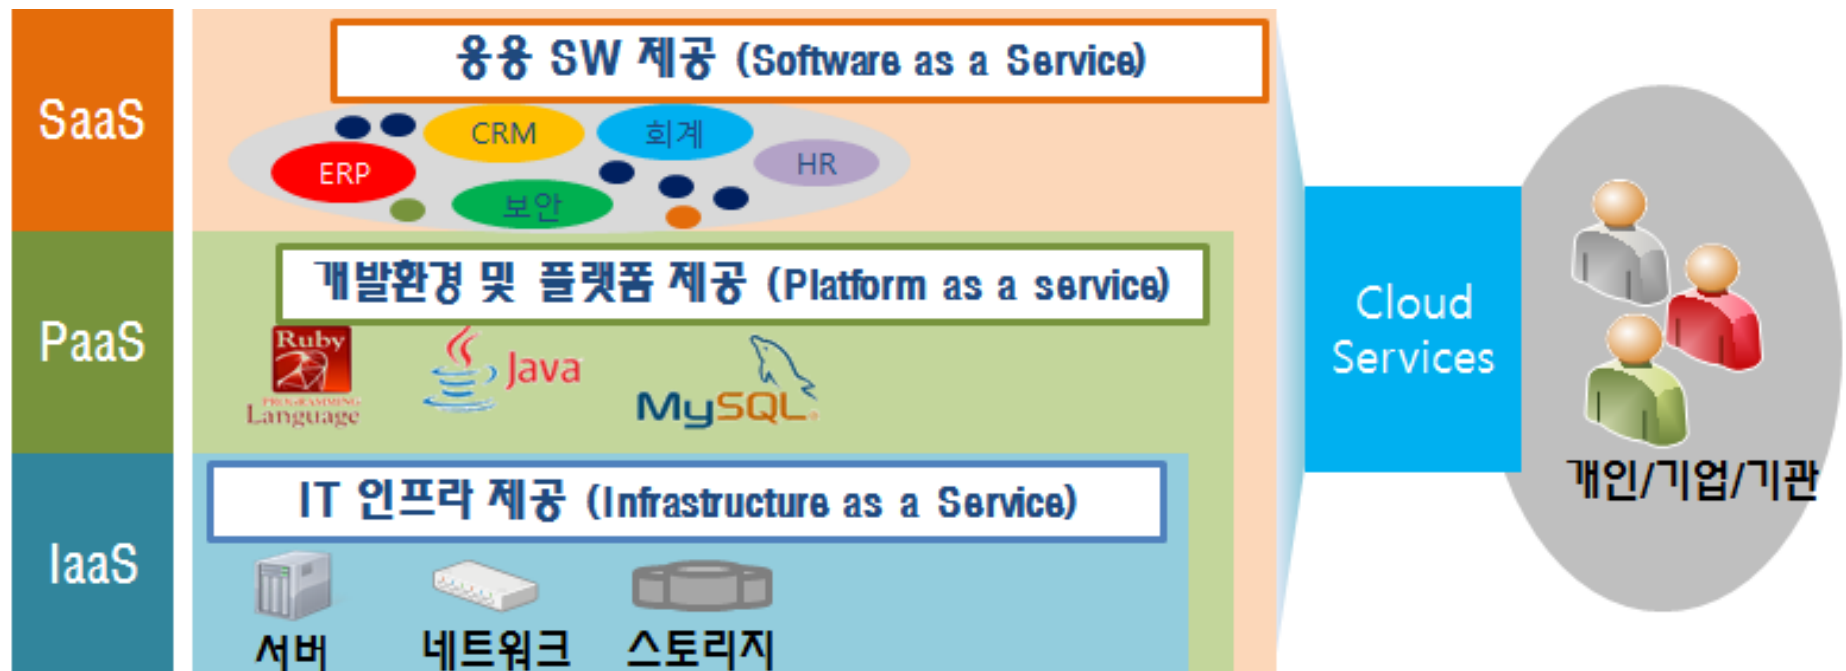 SaaS
응용 SW 제공 (Software as a Service)
CRM
회계
ERP
HR
보안
PaaS
개발환경 및 플랫폼 제공 (Platform as a service)
Ruby
PROGRAMMING
Language
Java
MySQL
IaaS
IT 인프라 제공 (Infrastructure as a Service)
서버
네트워크
스토리지
Cloud
Services
개인/기업/기관